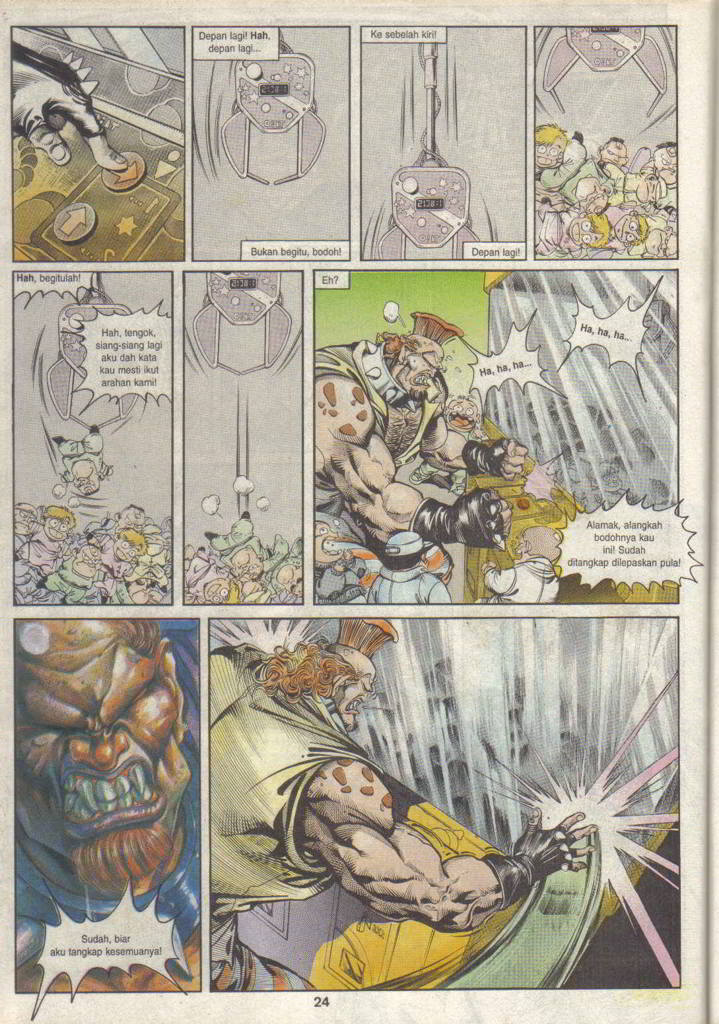 Depan lagi! Hah,
depan lagi...
Bukan begitu, bodoh!
Ke sebelah kiri!
Depan lagi!
Hah, begitulah!
Hah, tengok,
siang-siang lagi
aku dah kata
kau mesti ikut
arahan kami!
Eh?
Ha, ha, ha...
Ha, ha, ha...
Alamak, alangkah
bodohnya kau
ini! Sudah
ditangkap dilepaskan pula!
Sudah, biar
aku tangkap kesemuanya!
24